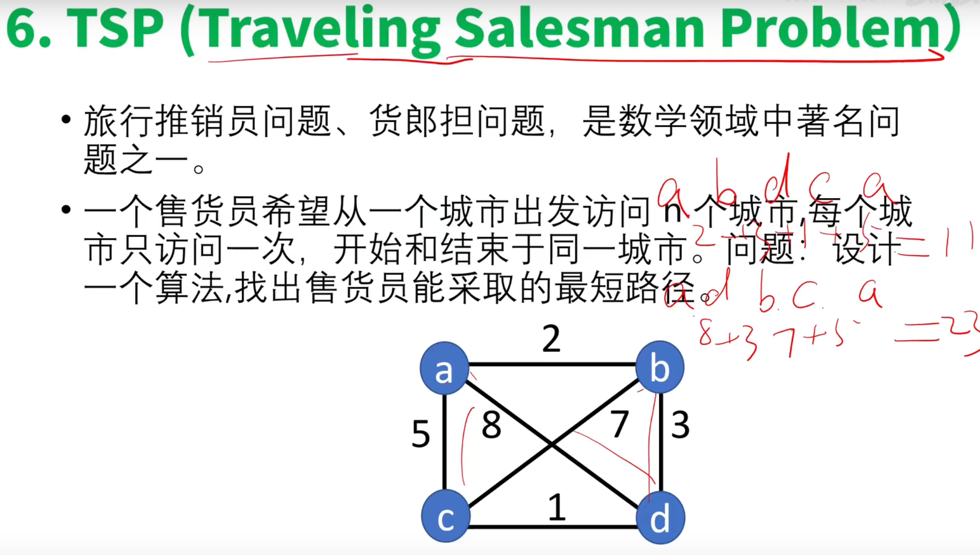 6. TSP (Traveling Salesman Problem)
• 旅行推销员问题、货郎担问题，是数学领域中著名问
题之一。
a b d c a
• 一个售货员希望从一个城市出发访问 n 个城市,每个城
2+3+1+5=11
市只访问一次，开始和结束于同一城市。问题：设计
一个算法,找出售货员能采取的最短路径。
a d b c a
8+3 7+5 =23
2
a b
5 8 7 3
1
c d